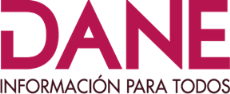 DANE
INFORMACIÓN PARA TODOS